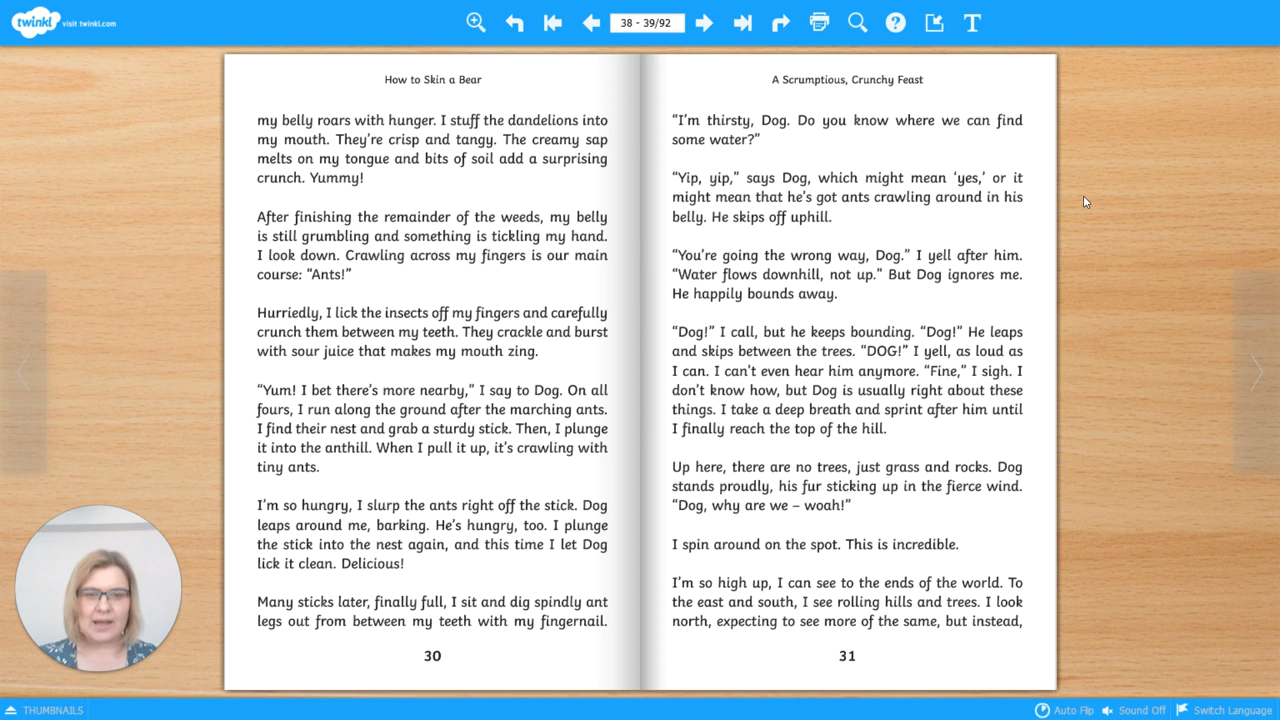 twinkl visit twinkl.com
38 - 39/92
How to Skin a Bear
my belly roars with hunger. I stuff the dandelions into
my mouth. They’re crisp and tangy. The creamy sap
melts on my tongue and bits of soil add a surprising
crunch. Yummy!
After finishing the remainder of the weeds, my belly
is still grumbling and something is tickling my hand.
I look down. Crawling across my fingers is our main
course: “Ants!”
Hurriedly, I lick the insects off my fingers and carefully
crunch them between my teeth. They crackle and burst
with sour juice that makes my mouth zing.
“Yum! I bet there’s more nearby,” I say to Dog. On all
fours, I run along the ground after the marching ants.
I find their nest and grab a sturdy stick. Then, I plunge
it into the anthill. When I pull it up, it’s crawling with
tiny ants.
I’m so hungry, I slurp the ants right off the stick. Dog
leaps around me, barking. He’s hungry, too. I plunge
the stick into the nest again, and this time I let Dog
lick it clean. Delicious!
Many sticks later, finally full, I sit and dig spindly ant
legs out from between my teeth with my fingernail.
30
A Scrumptious, Crunchy Feast
“I’m thirsty, Dog. Do you know where we can find
some water?”
“Yip, yip,” says Dog, which might mean ‘yes,’ or it
might mean that he’s got ants crawling around in his
belly. He skips off uphill.
“You’re going the wrong way, Dog.” I yell after him.
“Water flows downhill, not up.” But Dog ignores me.
He happily bounds away.
“Dog!” I call, but he keeps bounding. “Dog!” He leaps
and skips between the trees. “DOG!” I yell, as loud as
I can. I can’t even hear him anymore. “Fine,” I sigh. I
don’t know how, but Dog is usually right about these
things. I take a deep breath and sprint after him until
I finally reach the top of the hill.
Up here, there are no trees, just grass and rocks. Dog
stands proudly, his fur sticking up in the fierce wind.
“Dog, why are we – woah!”
I spin around on the spot. This is incredible.
I’m so high up, I can see to the ends of the world. To
the east and south, I see rolling hills and trees. I look
north, expecting to see more of the same, but instead,
31
THUMBNAILS
Auto Flip Sound Off Switch Language